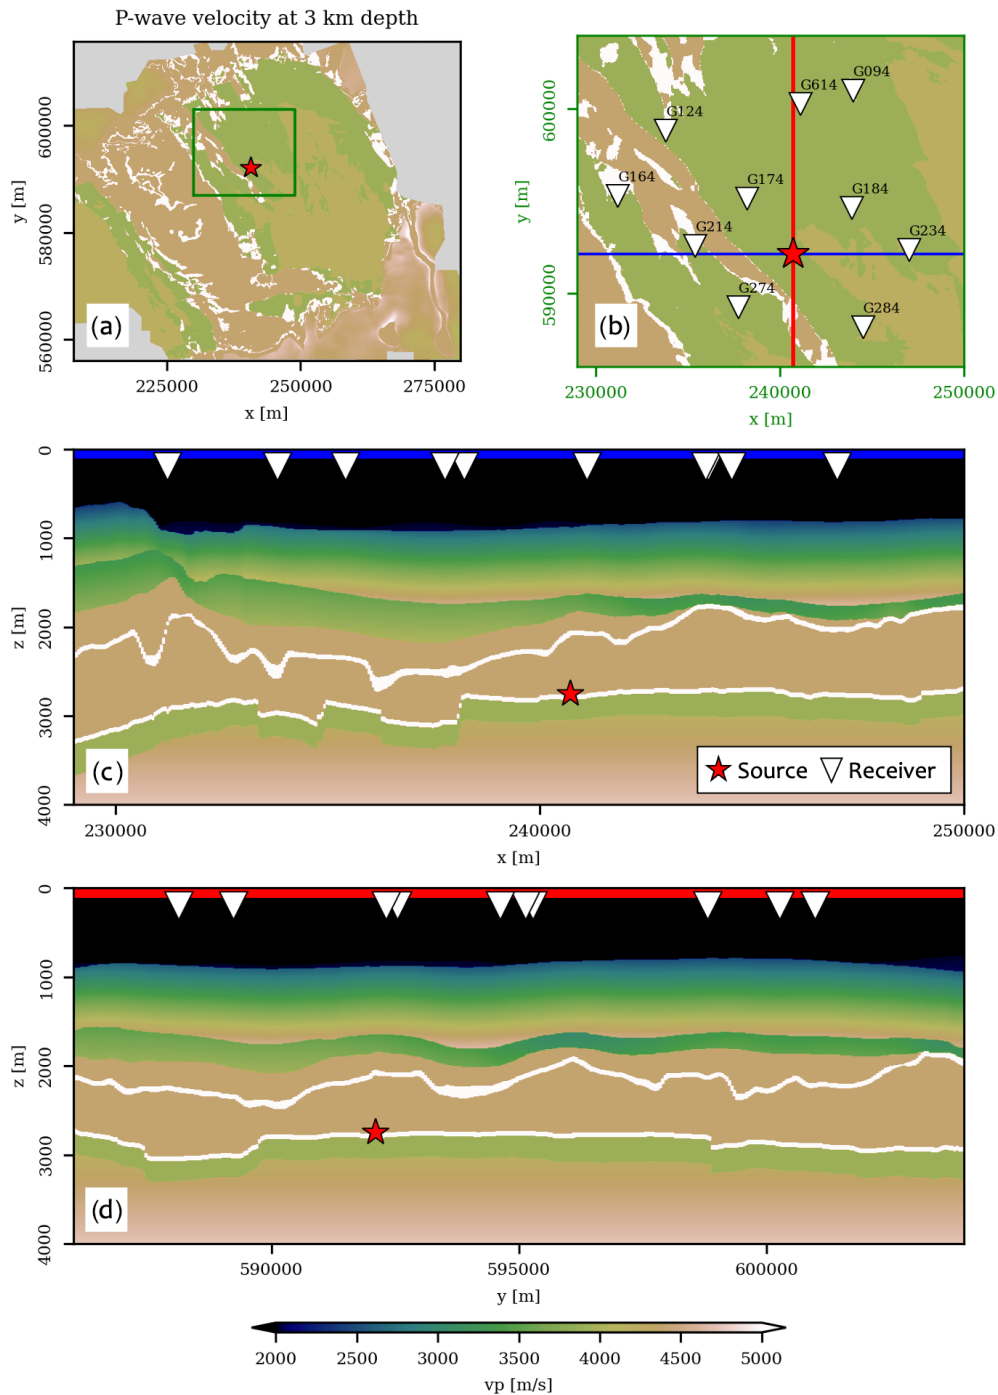 P-wave velocity at 3 km depth
600000
580000
560000
y [m]
(a)
225000 250000 275000
x [m]
600000
590000
y [m]
G094
G614
G124
G164
G174
G184
G214
G234
G274
G284
(b)
230000 240000 250000
x [m]
0
1000
2000
3000
4000
z [m]
(c)
Source Receiver
230000 240000 250000
x [m]
0
1000
2000
3000
4000
z [m]
(d)
590000 595000 600000
y [m]
2000 2500 3000 3500 4000 4500 5000
vp [m/s]